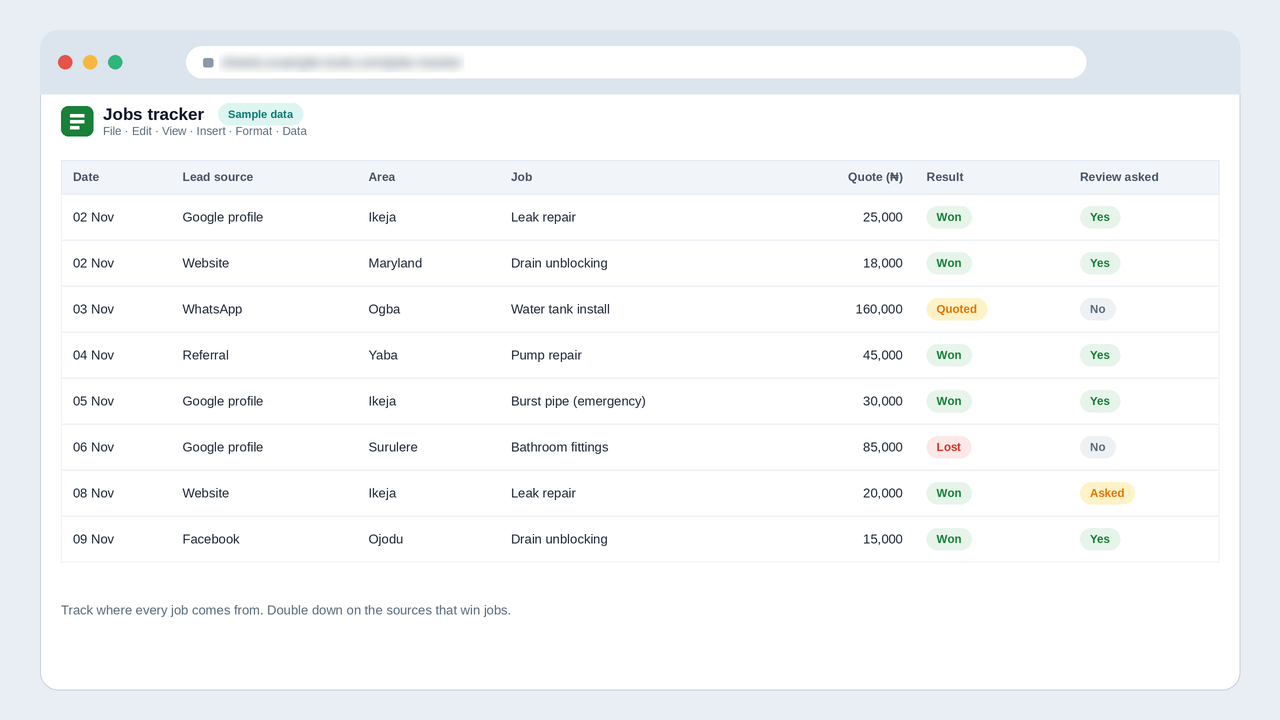 Jobs tracker Sample data
File · Edit · View · Insert · Format · Data
Date Lead source Area Job Quote (₦) Result Review asked
02 Nov Google profile Ikeja Leak repair 25,000 Won Yes
02 Nov Website Maryland Drain unblocking 18,000 Won Yes
03 Nov WhatsApp Ogba Water tank install 160,000 Quoted No
04 Nov Referral Yaba Pump repair 45,000 Won Yes
05 Nov Google profile Ikeja Burst pipe (emergency) 30,000 Won Yes
06 Nov Google profile Surulere Bathroom fittings 85,000 Lost No
08 Nov Website Ikeja Leak repair 20,000 Won Asked
09 Nov Facebook Ojodu Drain unblocking 15,000 Won Yes
Track where every job comes from. Double down on the sources that win jobs.